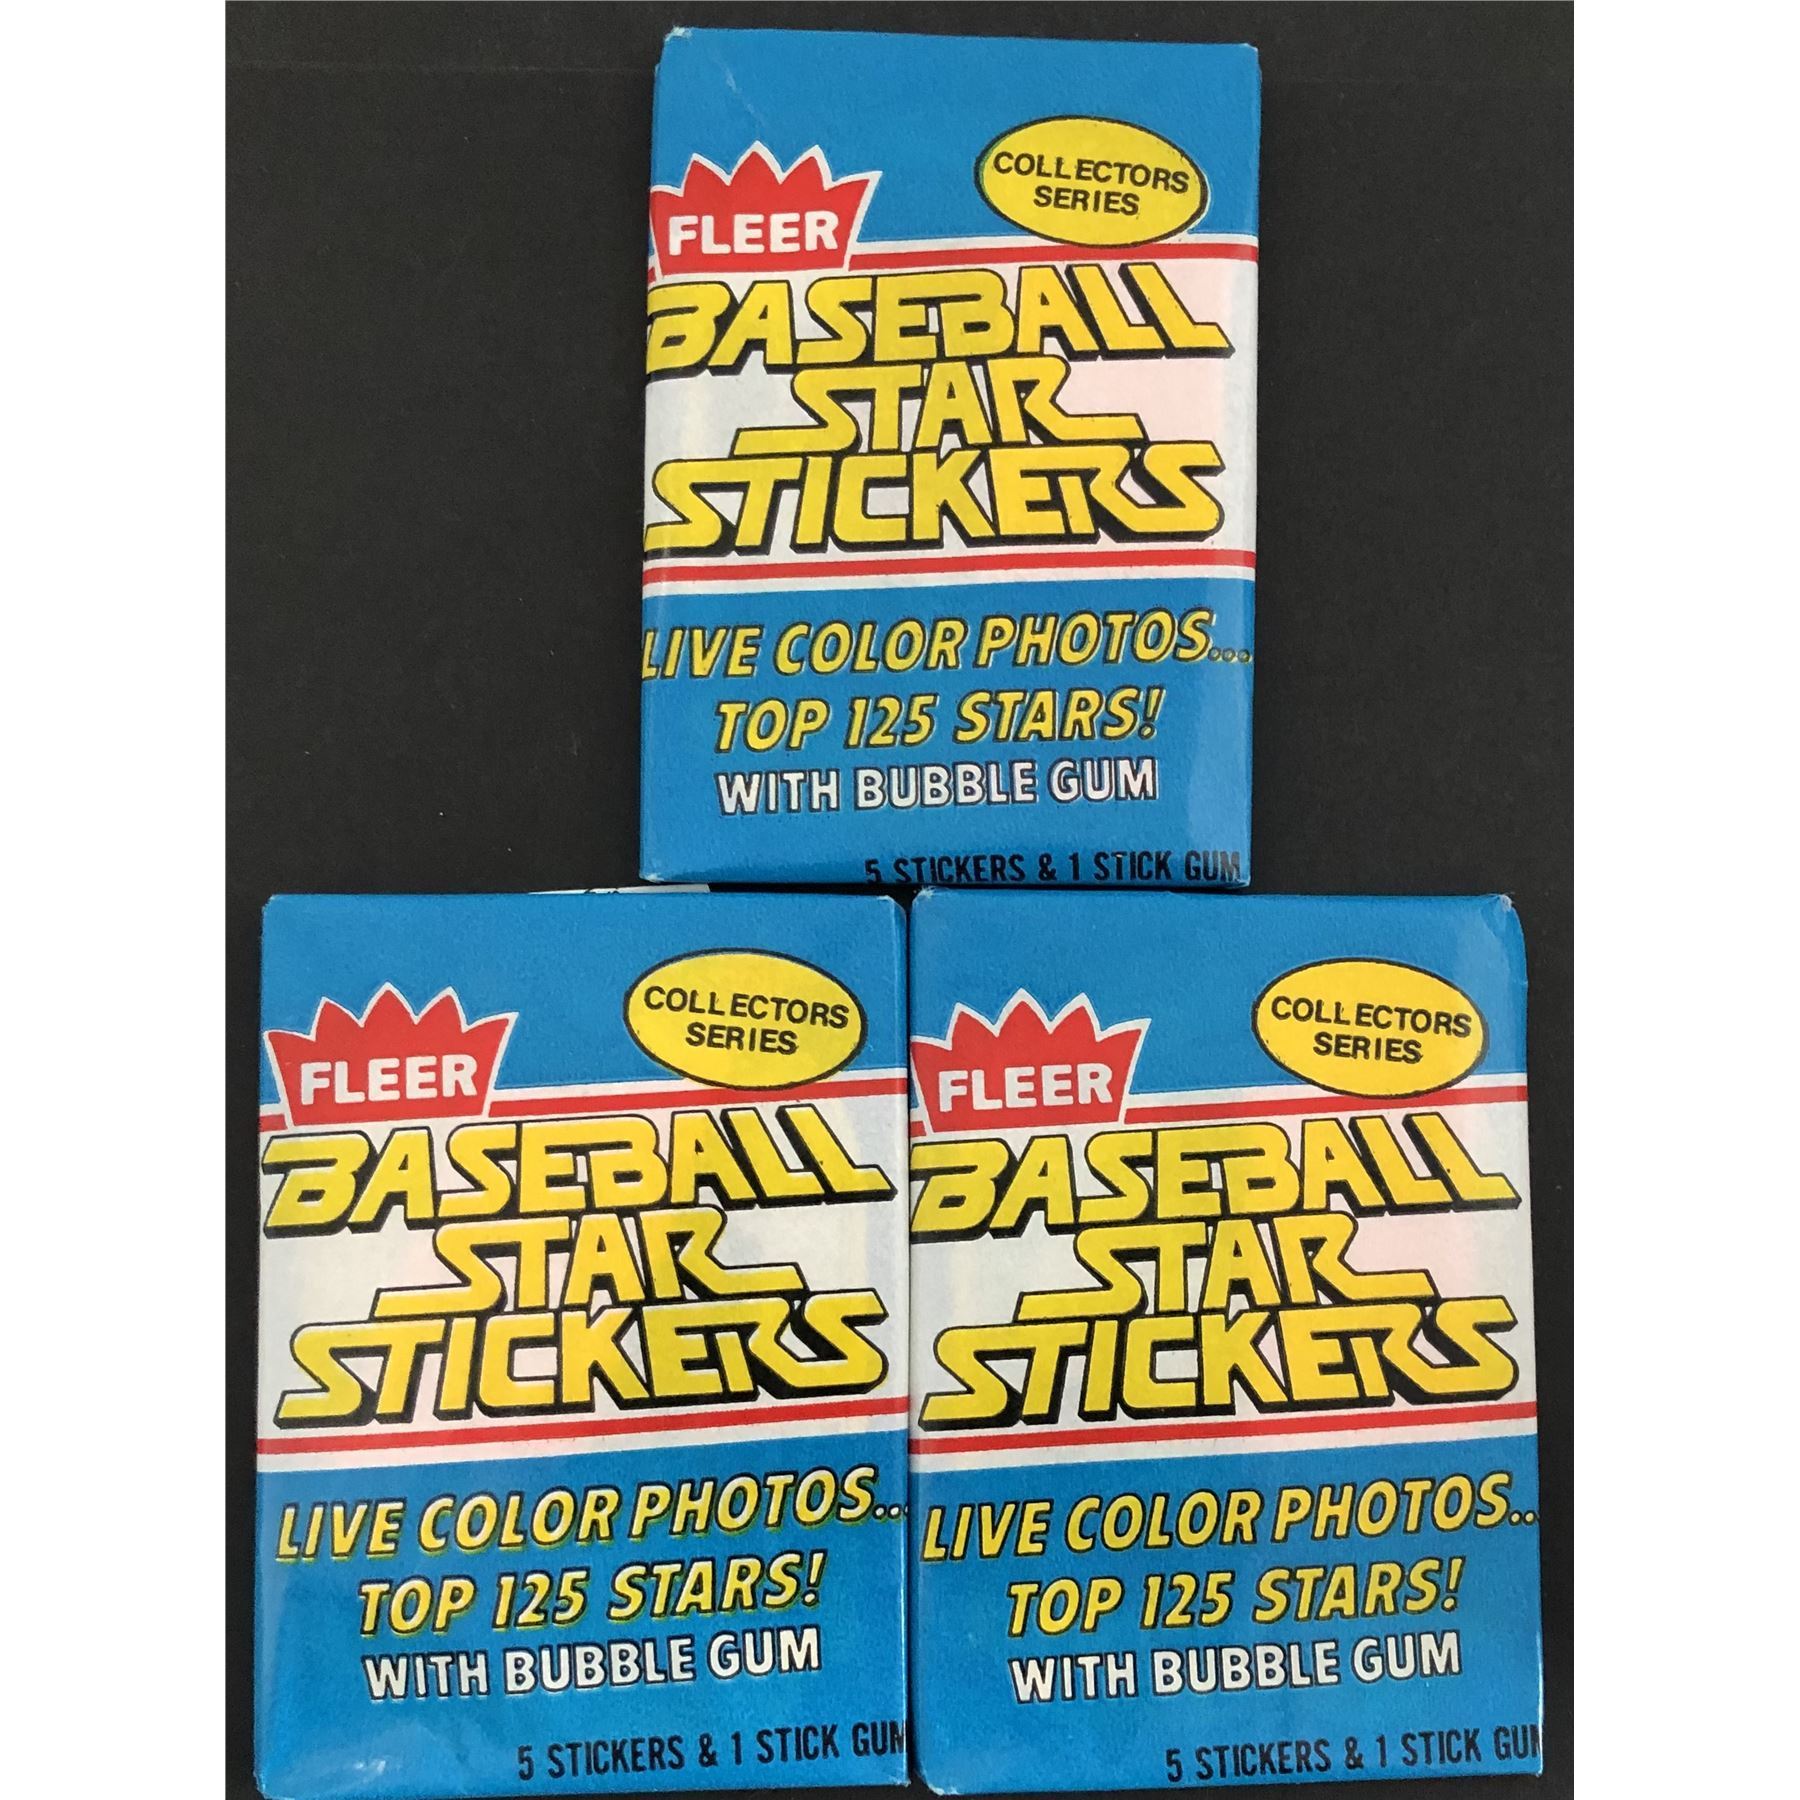 COLLECTORS
SERIES
FLEER
BASEBALL
STAR
STICKERS
LIVE COLOR PHOTOS...
TOP 125 STARS!
WITH BUBBLE GUM
5 STICKERS & 1 STICK GUM
COLLECTORS
SERIES
FLEER
BASEBALL
STAR
STICKERS
LIVE COLOR PHOTOS...
TOP 125 STARS!
WITH BUBBLE GUM
5 STICKERS & 1 STICK GUM
COLLECTORS
SERIES
FLEER
BASEBALL
STAR
STICKERS
LIVE COLOR PHOTOS...
TOP 125 STARS!
WITH BUBBLE GUM
5 STICKERS & 1 STICK GUM